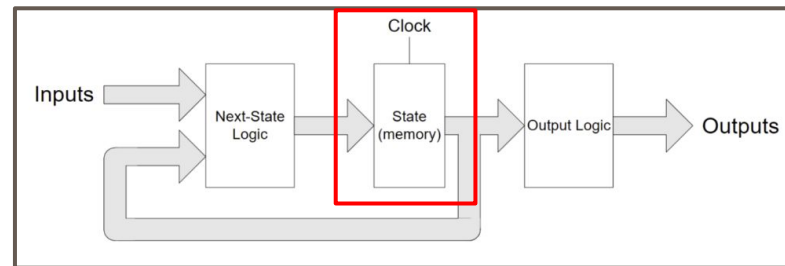 Clock
Inputs
Next-State
Logic
State
(memory)
Output Logic
Outputs